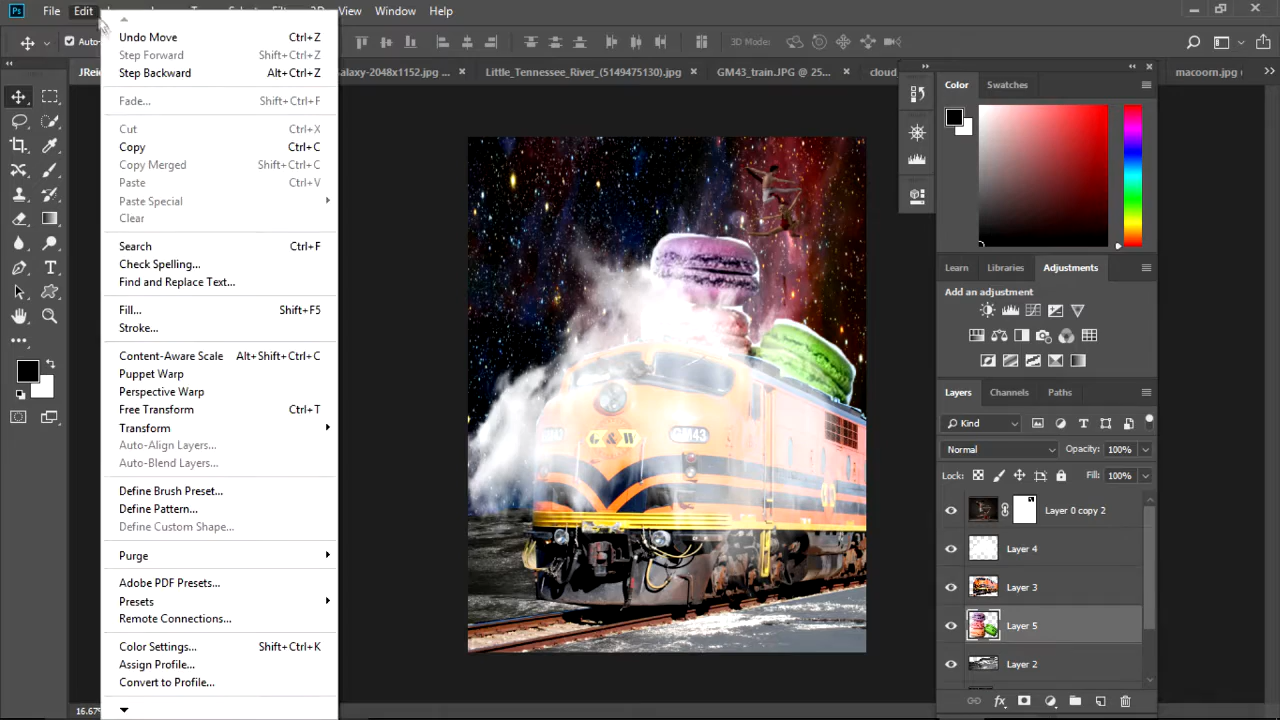 Ps File Edit View Window Help
Auto- 3D Mode:
JRei Galaxy-2048x1152.jpg ... × Little_Tennessee_River_(5149475130).jpg × GM43_train.JPG @ 25... × cloud macoorn.jpg
Undo Move Ctrl+Z
Step Forward Shift+Ctrl+Z
Step Backward Alt+Ctrl+Z
Fade... Shift+Ctrl+F
Cut Ctrl+X
Copy Ctrl+C
Copy Merged Shift+Ctrl+C
Paste Ctrl+V
Paste Special
Clear
Search Ctrl+F
Check Spelling...
Find and Replace Text...
Fill... Shift+F5
Stroke...
Content-Aware Scale Alt+Shift+Ctrl+C
Puppet Warp
Perspective Warp
Free Transform Ctrl+T
Transform
Auto-Align Layers...
Auto-Blend Layers...
Define Brush Preset...
Define Pattern...
Define Custom Shape...
Purge
Adobe PDF Presets...
Presets
Remote Connections...
Color Settings... Shift+Ctrl+K
Assign Profile...
Convert to Profile...
16.67%
G & W
GM43
Color Swatches
Learn Libraries Adjustments
Add an adjustment
Layers Channels Paths
Kind
Normal Opacity: 100%
Lock: Fill: 100%
Layer 0 copy 2
Layer 4
Layer 3
Layer 5
Layer 2